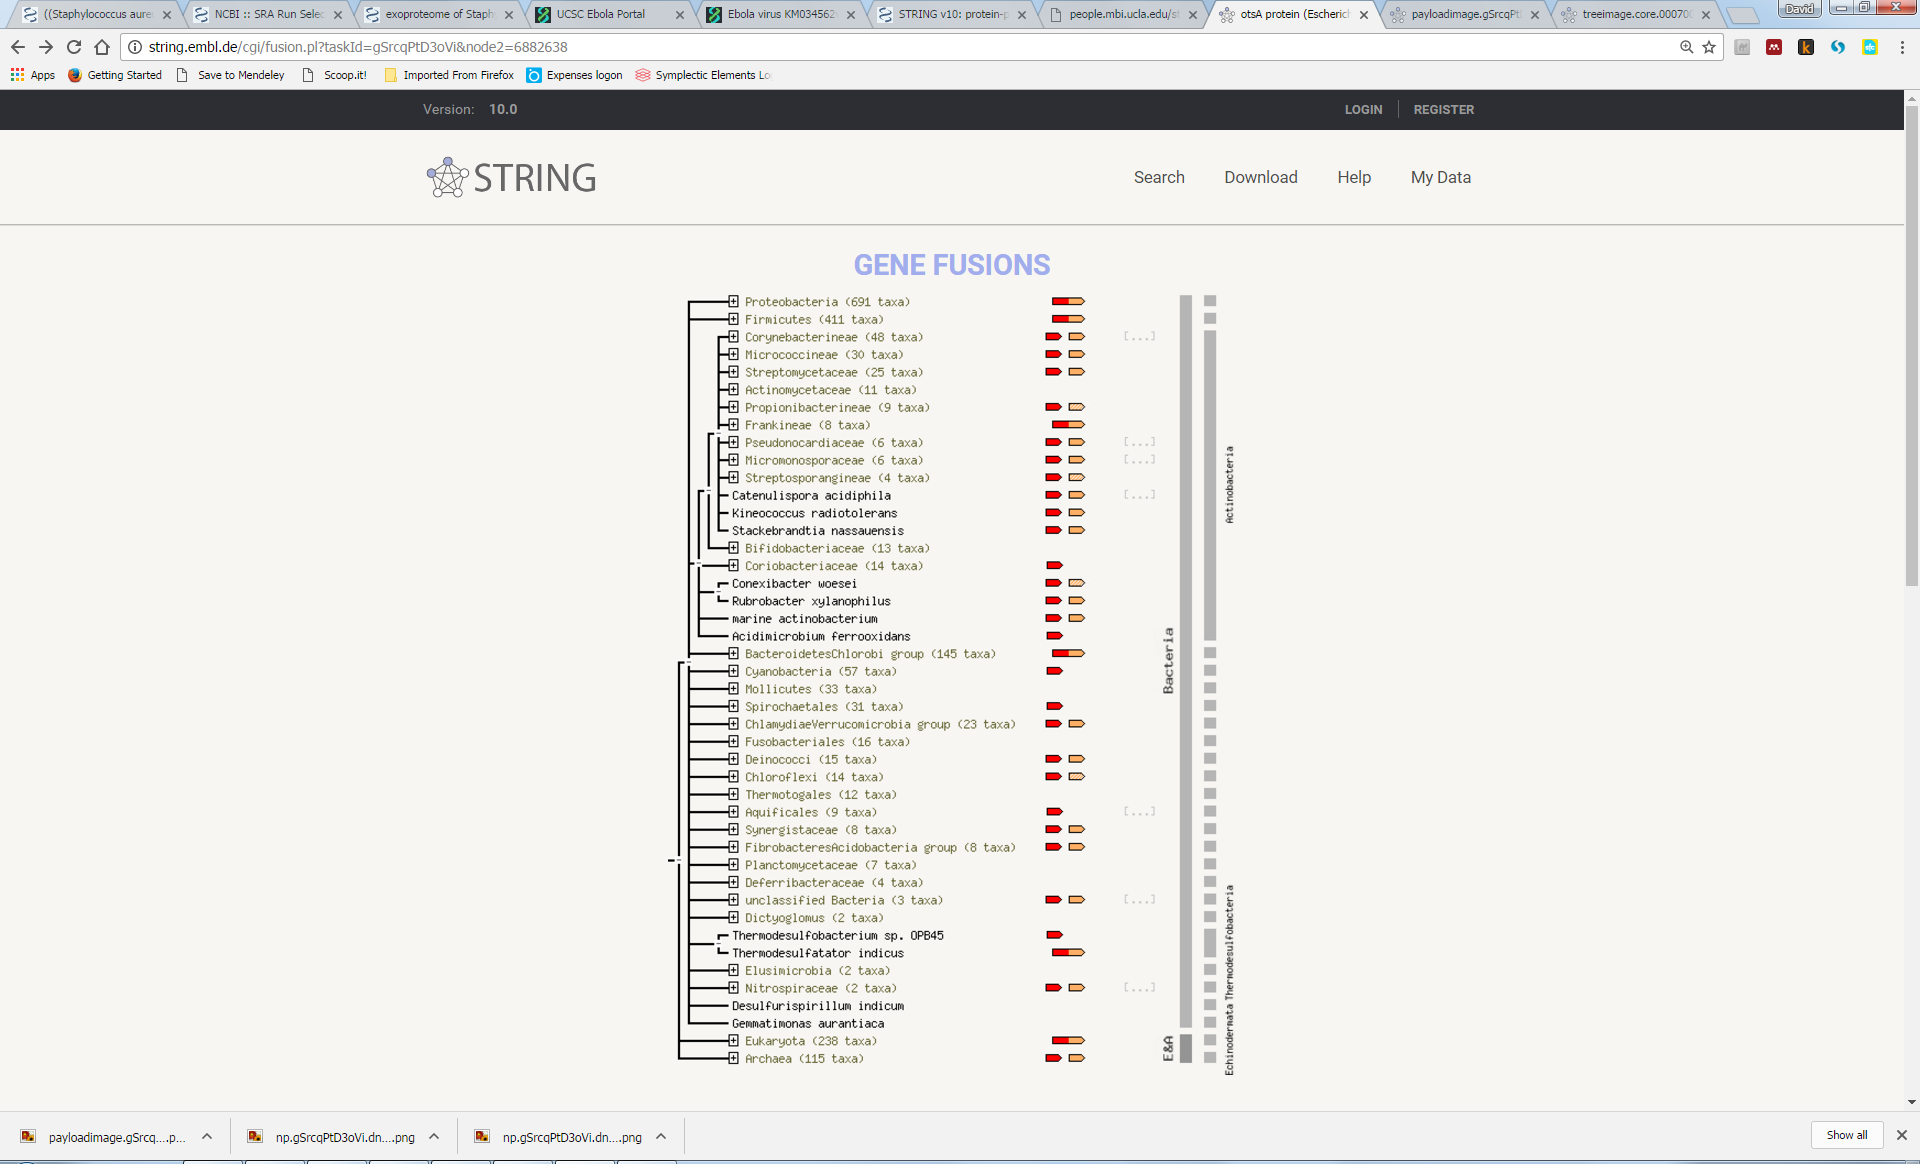 ((Staphylococcus aure
NCBI :: SRA Run Selec
exoproteome of Staph
UCSC Ebola Portal
Ebola virus KM034562
STRING v10: protein-p
people.mbi.ucla.edu/s
otsA protein (Escheric
payloadimage.gSrcqPt
treeimage.core.00070
David
string.embl.de/cgi/fusion.pl?taskId=gSrcqPtD3oVi&node2=6882638
Apps
Getting Started
Save to Mendeley
Scoop.it!
Imported From Firefox
Expenses logon
Symplectic Elements Lo
Version: 10.0
LOGIN
REGISTER
STRING
Search
Download
Help
My Data
GENE FUSIONS
Proteobacteria (691 taxa)
Firmicutes (411 taxa)
Corynebacterineae (48 taxa) [...]
Micrococcineae (30 taxa)
Streptomycetaceae (25 taxa)
Actinomycetaceae (11 taxa)
Propionibacterineae (9 taxa)
Frankineae (8 taxa)
Pseudonocardiaceae (6 taxa) [...]
Micromonosporaceae (6 taxa) [...]
Streptosporangineae (4 taxa)
Catenulispora acidiphila [...]
Kineococcus radiotolerans
Stackebrandtia nassauensis
Bifidobacteriaceae (13 taxa)
Coriobacteriaceae (14 taxa)
Conexibacter woesei
Rubrobacter xylanophilus
marine actinobacterium
Acidimicrobium ferrooxidans
BacteroidetesChlorobi group (145 taxa)
Cyanobacteria (57 taxa)
Mollicutes (33 taxa)
Spirochaetales (31 taxa)
ChlamydiaeVerrucomicrobia group (23 taxa)
Fusobacteriales (16 taxa)
Deinococci (15 taxa)
Chloroflexi (14 taxa)
Thermotogales (12 taxa)
Aquificales (9 taxa) [...]
Synergistaceae (8 taxa)
FibrobacteresAcidobacteria group (8 taxa)
Planctomycetaceae (7 taxa)
Deferribacteraceae (4 taxa)
unclassified Bacteria (3 taxa) [...]
Dictyoglomus (2 taxa)
Thermodesulfobacterium sp. OPB45
Thermodesulfatator indicus
Elusimicrobia (2 taxa)
Nitrospiraceae (2 taxa) [...]
Desulfurispirillum indicum
Gemmatimonas aurantiaca
Eukaryota (238 taxa)
Archaea (115 taxa)
Bacteria
E&A
Actinobacteria
Echinodermata Thermodesulfobacteria
payloadimage.gSrcq....p...
np.gSrcqPtD3oVi.dn....png
np.gSrcqPtD3oVi.dn....png
Show all